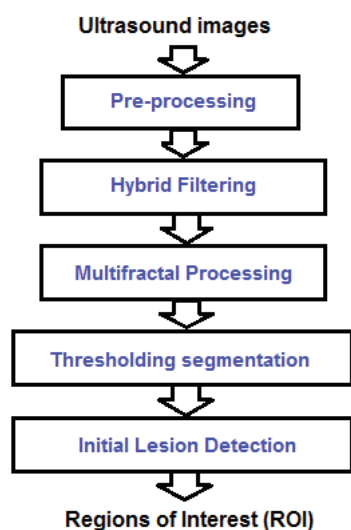 Ultrasound images
Pre-processing
Hybrid Filtering
Multifractal Processing
Thresholding segmentation
Initial Lesion Detection
Regions of Interest (ROI)